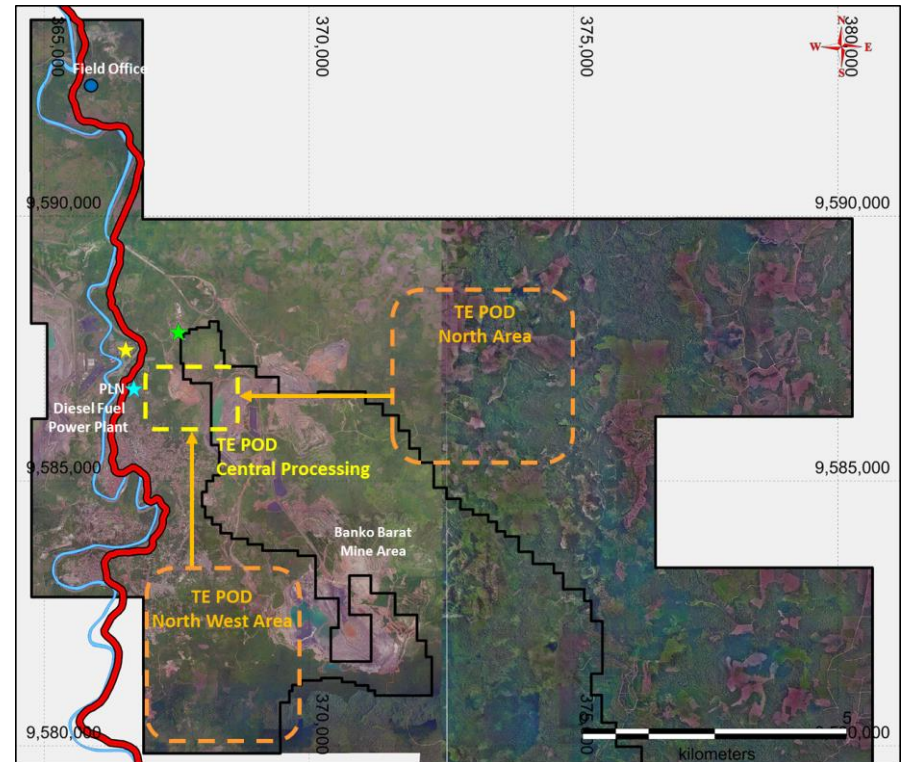 365,000
370,000
375,000
380,000
N
W
E
S
Field Office
9,590,000
9,590,000
TE POD
North Area
PLN
Diesel Fuel
Power Plant
TE POD
Central Processing
9,585,000
9,585,000
Banko Barat
Mine Area
TE POD
North West Area
370,000
375,000
9,580,000
kilometers